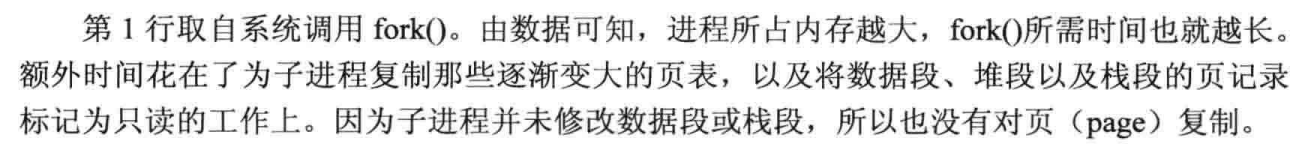 第 1 行取自系统调用 fork()。由数据可知，进程所占内存越大，fork()所需时间也就越长。
额外时间花在了为子进程复制那些逐渐变大的页表，以及将数据段、堆段以及栈段的页记录
标记为只读的工作上。因为子进程并未修改数据段或栈段，所以也没有对页（page）复制。